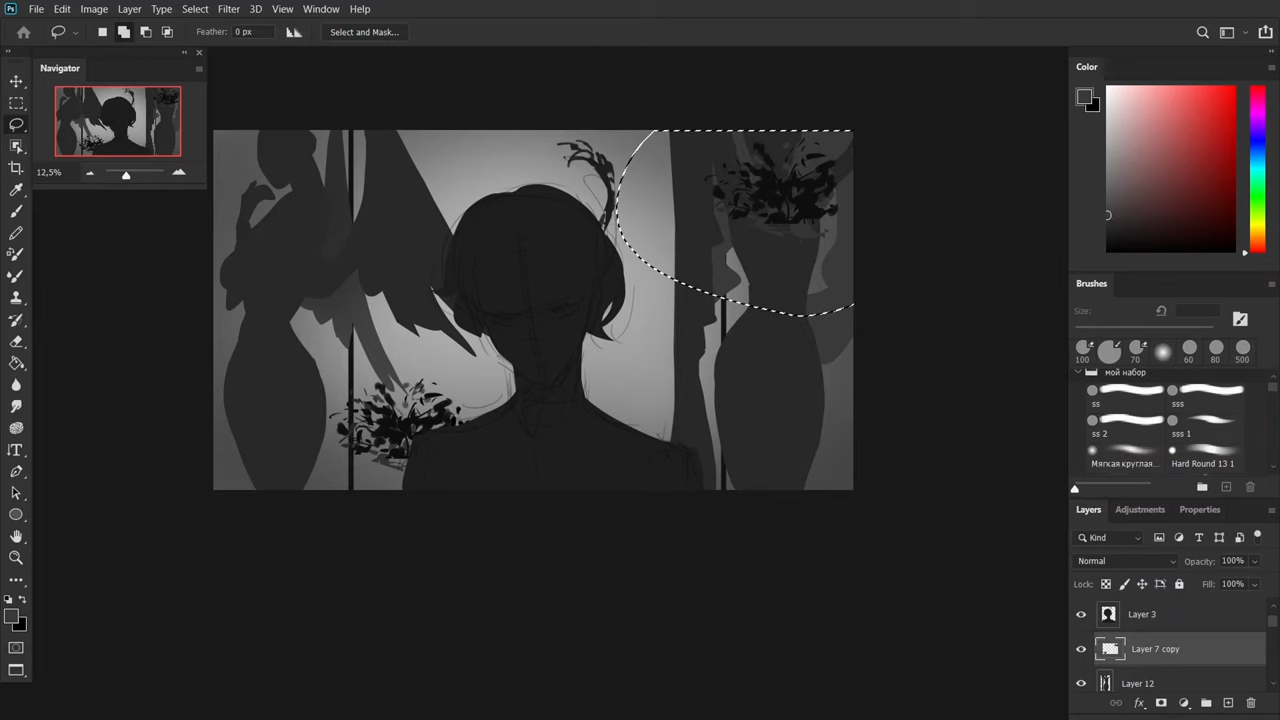 Ps File Edit Image Layer Type Select Filter 3D View Window Help
Feather: 0 px Select and Mask...
Navigator
12,5%
Color
Brushes
Size:
100 70 60 80 500
мой набор
ss sss
ss 2 sss 1
Мягкая круглая... Hard Round 13 1
Layers Adjustments Properties
Kind
Normal Opacity: 100%
Lock: Fill: 100%
Layer 3
Layer 7 copy
Layer 12
fx